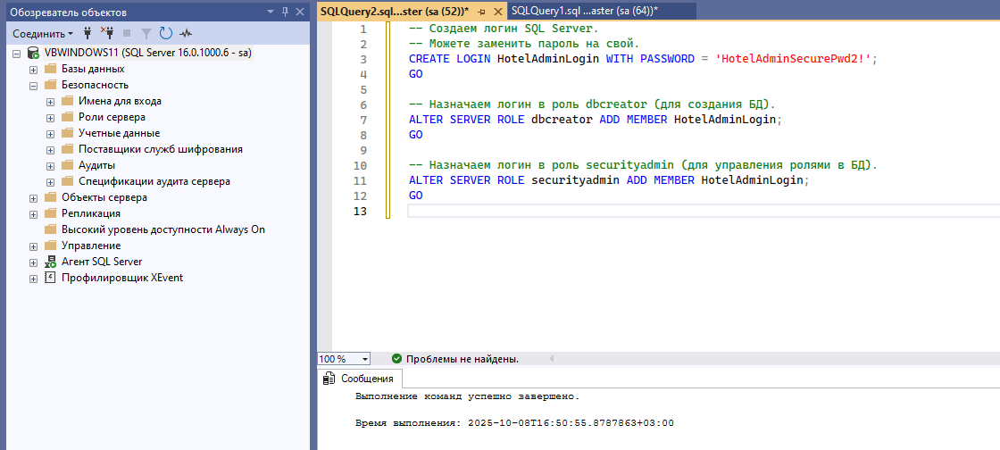 Обозреватель объектов
Соединить
VBWINDOWS11 (SQL Server 16.0.1000.6 - sa)
Базы данных
Безопасность
Имена для входа
Роли сервера
Учетные данные
Поставщики служб шифрования
Аудиты
Спецификации аудита сервера
Объекты сервера
Репликация
Высокий уровень доступности Always On
Управление
Агент SQL Server
Профилировщик XEvent
SQLQuery2.sql...ster (sa (52))* SQLQuery1.sql ...aster (sa (64))*
1 -- Создаем логин SQL Server.
2 -- Можете заменить пароль на свой.
3 CREATE LOGIN HotelAdminLogin WITH PASSWORD = 'HotelAdminSecurePwd2!';
4 GO
5
6 -- Назначаем логин в роль dbcreator (для создания БД).
7 ALTER SERVER ROLE dbcreator ADD MEMBER HotelAdminLogin;
8 GO
9
10 -- Назначаем логин в роль securityadmin (для управления ролями в БД).
11 ALTER SERVER ROLE securityadmin ADD MEMBER HotelAdminLogin;
12 GO
13
100 % Проблемы не найдены.
Сообщения
Выполнение команд успешно завершено.
Время выполнения: 2025-10-08T16:50:55.8787863+03:00